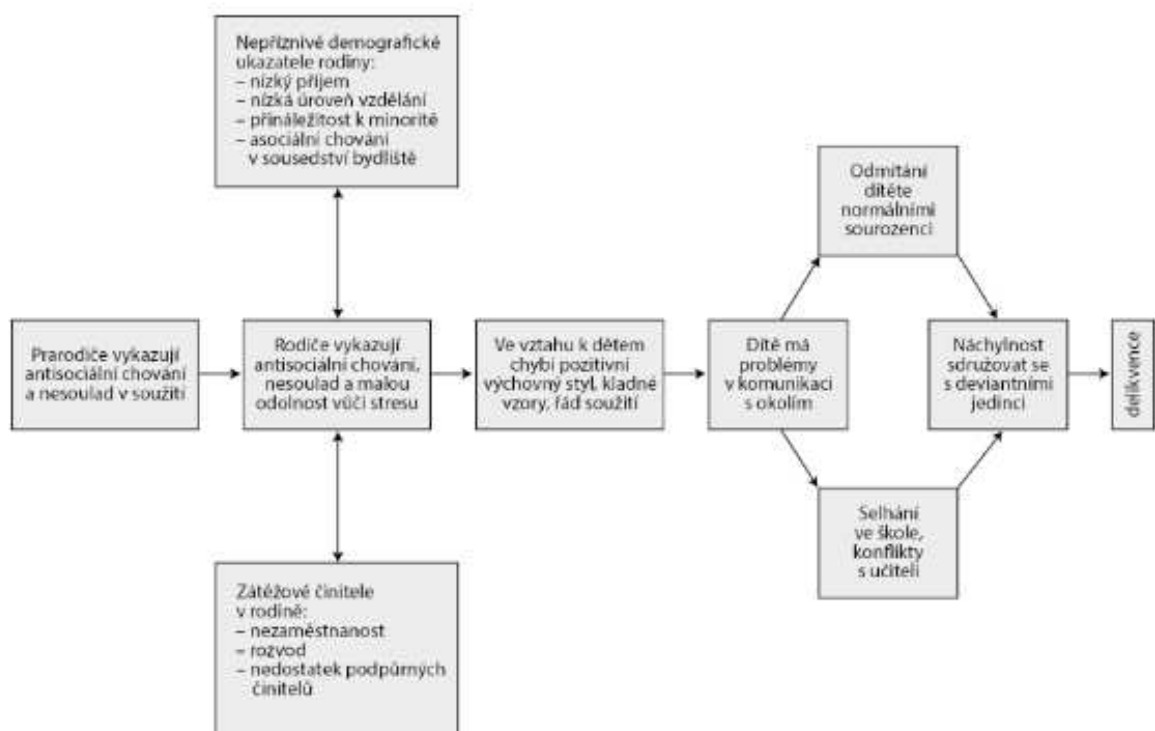 Nepříznivé demografické
ukazatele rodiny:
– nízký příjem
– nízká úroveň vzdělání
– přináležitost k minoritě
– asociální chování
v sousedství bydliště
Prarodiče vykazují
antisociální chování
a nesoulad v soužití
Rodiče vykazují
antisociální chování,
nesoulad a malou
odolnost vůči stresu
Zátěžové činitele
v rodině:
– nezaměstnanost
– rozvod
– nedostatek podpůrných
činitelů
Ve vztahu k dětem
chybí pozitivní
výchovný styl, kladné
vzory, řád soužití
Dítě má
problémy
v komunikaci
s okolím
Odmítání
dítěte
normálními
sourozenci
Selhání
ve škole,
konflikty
s učiteli
Náchylnost
sdružovat se
s deviantními
jedinci
delikvence